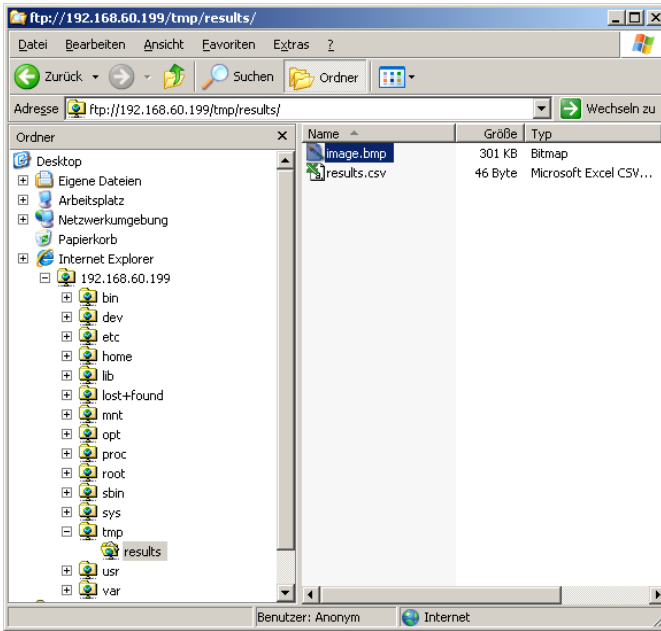 ftp://192.168.60.199/tmp/results/
Datei Bearbeiten Ansicht Favoriten Extras ?
Zurück Suchen Ordner
Adresse ftp://192.168.60.199/tmp/results/ Wechseln zu
Ordner x
Name Größe Typ
image.bmp 301 KB Bitmap
results.csv 46 Byte Microsoft Excel CSV...
Desktop
Eigene Dateien
Arbeitsplatz
Netzwerkumgebung
Papierkorb
Internet Explorer
192.168.60.199
bin
dev
etc
home
lib
lost+found
mnt
opt
proc
root
sbin
sys
tmp
results
usr
var
Benutzer: Anonym Internet